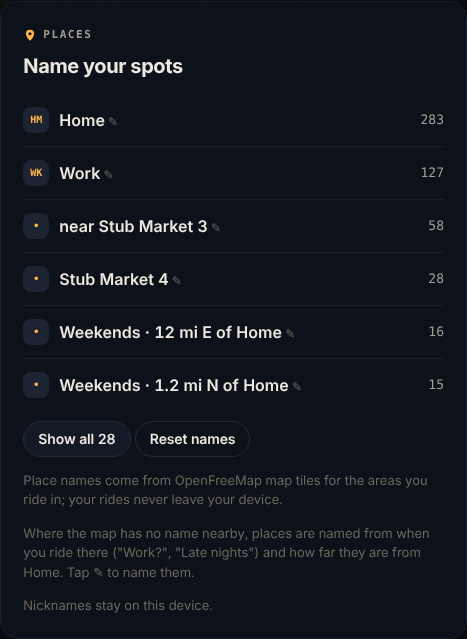 PLACES
Name your spots
HM Home ✎ 283
WK Work ✎ 127
• near Stub Market 3 ✎ 58
• Stub Market 4 ✎ 28
• Weekends · 12 mi E of Home ✎ 16
• Weekends · 1.2 mi N of Home ✎ 15
Show all 28 Reset names
Place names come from OpenFreeMap map tiles for the areas you
ride in; your rides never leave your device.
Where the map has no name nearby, places are named from when
you ride there ("Work?", "Late nights") and how far they are from
Home. Tap ✎ to name them.
Nicknames stay on this device.